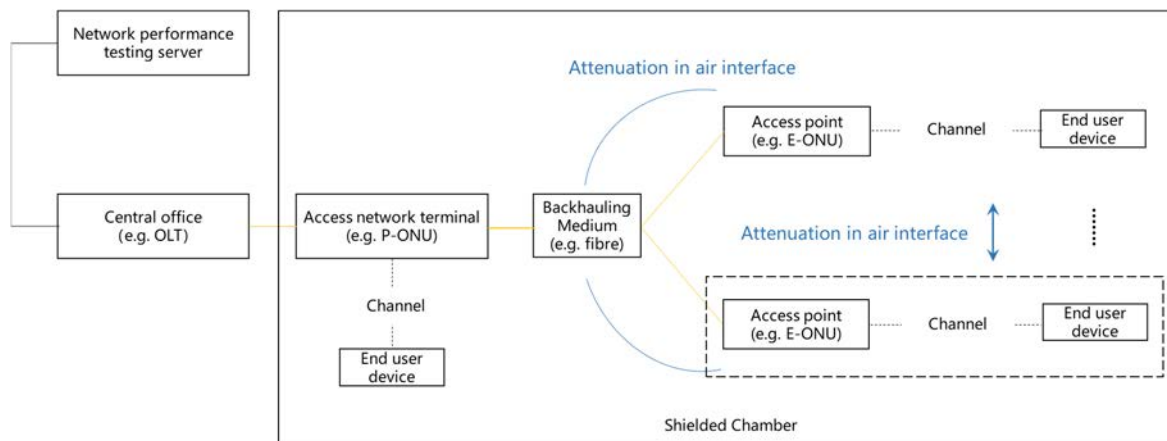 Network performance
testing server
Attenuation in air interface
Access point
(e.g. E-ONU)
Channel
End user
device
Central office
(e.g. OLT)
Access network terminal
(e.g. P-ONU)
Backhauling
Medium
(e.g. fibre)
Attenuation in air interface
Channel
End user
device
Access point
(e.g. E-ONU)
Channel
End user
device
Shielded Chamber